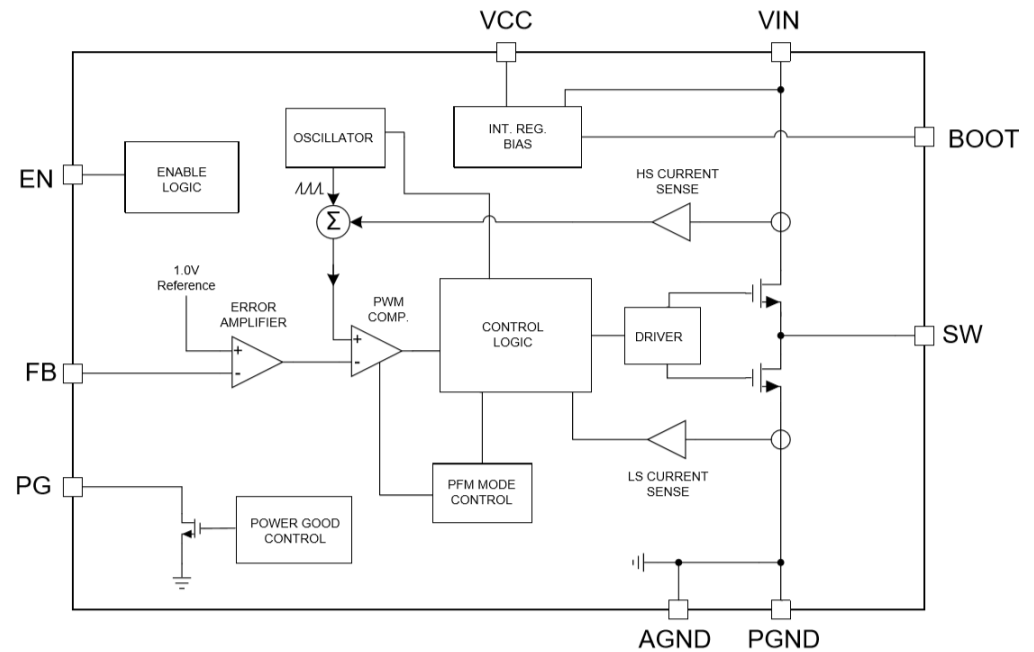 VCC
VIN
OSCILLATOR
INT. REG.
BIAS
BOOT
EN
ENABLE
LOGIC
HS CURRENT
SENSE
Σ
1.0V
Reference
ERROR
AMPLIFIER
PWM
COMP.
+
-
+
-
CONTROL
LOGIC
DRIVER
SW
FB
PG
PFM MODE
CONTROL
LS CURRENT
SENSE
POWER GOOD
CONTROL
AGND
PGND